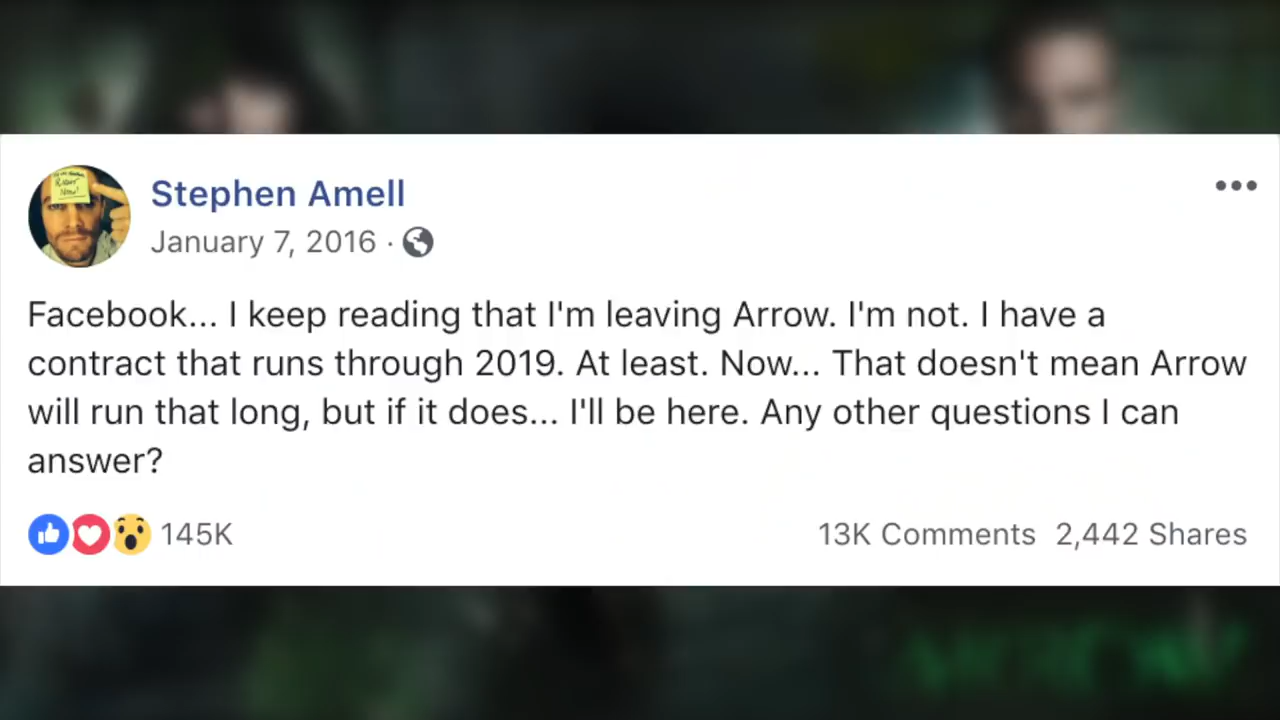 Stephen Amell
January 7, 2016 ·
Facebook... I keep reading that I'm leaving Arrow. I'm not. I have a
contract that runs through 2019. At least. Now... That doesn't mean Arrow
will run that long, but if it does... I'll be here. Any other questions I can
answer?
145K
13K Comments 2,442 Shares
ARROW